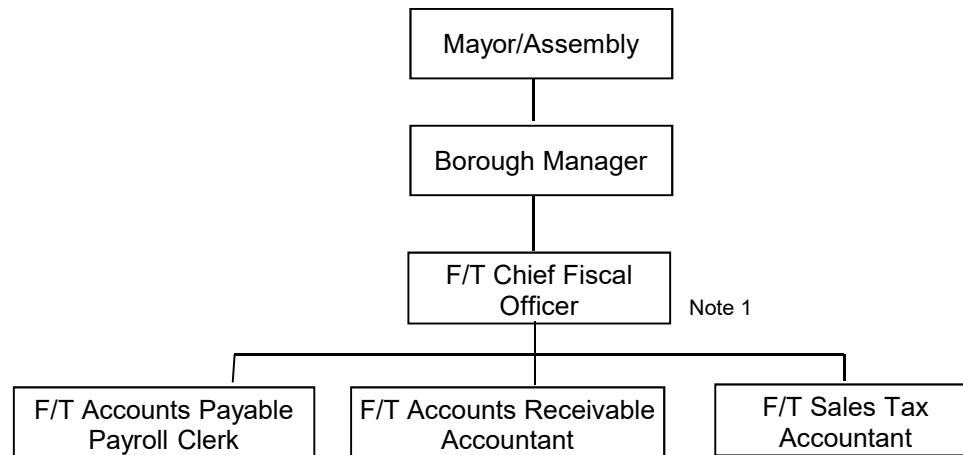 Mayor/Assembly
Borough Manager
F/T Chief Fiscal
Officer
Note 1
F/T Accounts Payable
Payroll Clerk
F/T Accounts Receivable
Accountant
F/T Sales Tax
Accountant